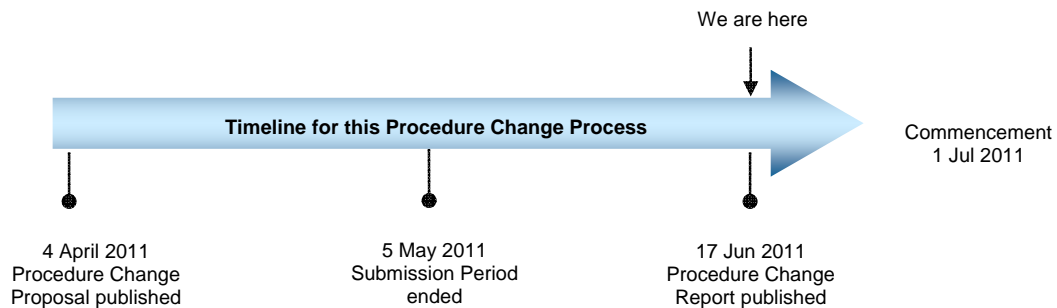 We are here
Timeline for this Procedure Change Process
Commencement
1 Jul 2011
4 April 2011
Procedure Change
Proposal published
5 May 2011
Submission Period
ended
17 Jun 2011
Procedure Change
Report published